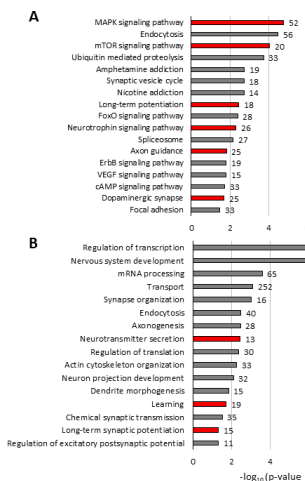 A
MAPK signaling pathway 52
Endocytosis 56
mTOR signaling pathway 20
Ubiquitin mediated proteolysis 33
Amphetamine addiction 19
Synaptic vesicle cycle 18
Nicotine addiction 14
Long-term potentiation 18
FoxO signaling pathway 28
Neurotrophin signaling pathway 26
Spliceosome 27
Axon guidance 25
ErbB signaling pathway 19
VEGF signaling pathway 15
cAMP signaling pathway 33
Dopaminergic synapse 25
Focal adhesion 33
0 2 4
B
Regulation of transcription
Nervous system development
mRNA processing 65
Transport 252
Synapse organization 16
Endocytosis 40
Axonogenesis 28
Neurotransmitter secretion 13
Regulation of translation 30
Actin cytoskeleton organization 33
Neuron projection development 32
Dendrite morphogenesis 15
Learning 19
Chemical synaptic transmission 35
Long-term synaptic potentiation 15
Regulation of excitatory postsynaptic potential 11
0 2 4
-log10(p-value